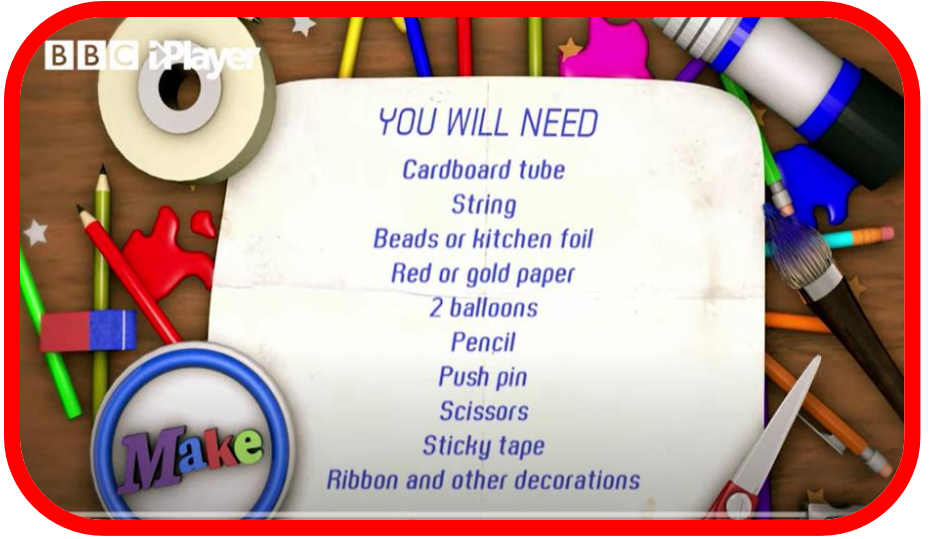 BBC iPlayer
YOU WILL NEED
Cardboard tube
String
Beads or kitchen foil
Red or gold paper
2 balloons
Pencil
Push pin
Scissors
Sticky tape
Ribbon and other decorations
Make